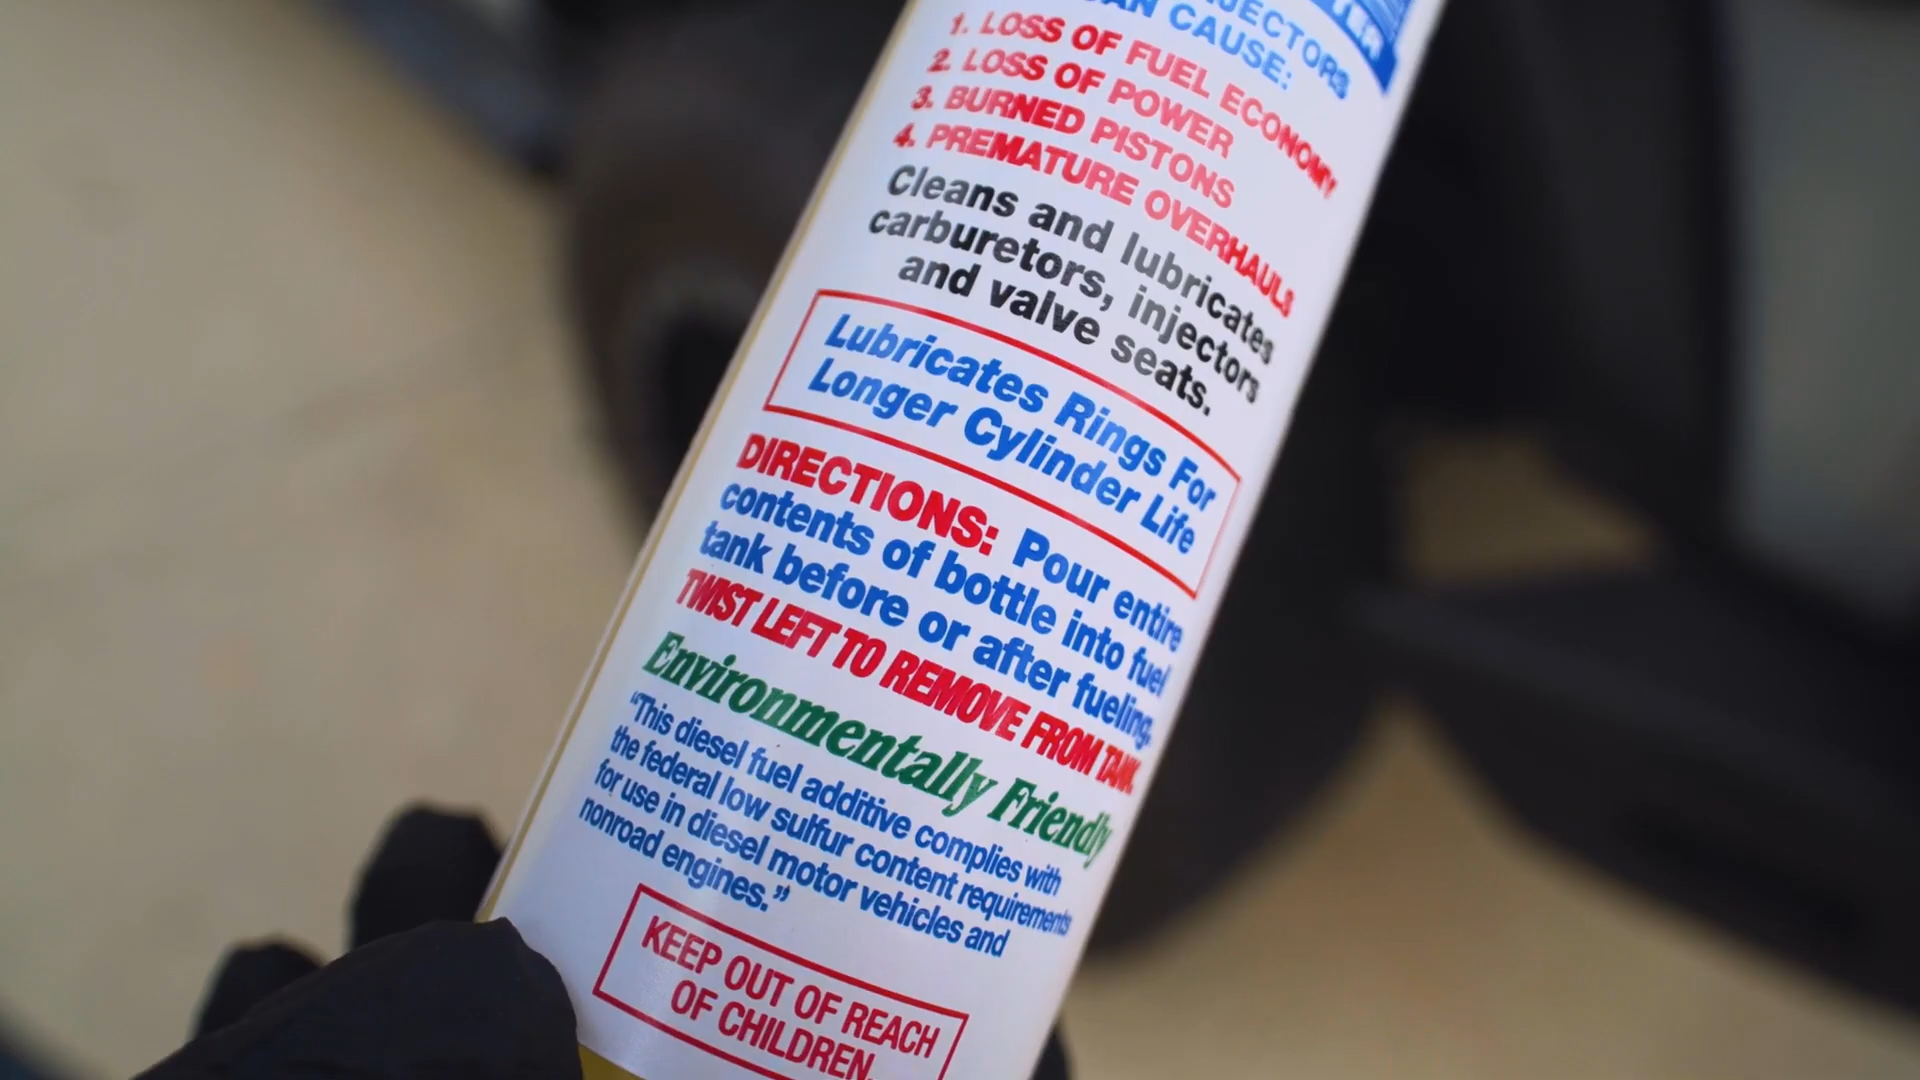 INJECTORS
CAN CAUSE:
1. LOSS OF FUEL ECONOMY
2. LOSS OF POWER
3. BURNED PISTONS
4. PREMATURE OVERHAULS
Cleans and lubricates
carburetors, injectors
and valve seats.
Lubricates Rings For
Longer Cylinder Life
DIRECTIONS: Pour entire
contents of bottle into fuel
tank before or after fueling.
TWIST LEFT TO REMOVE FROM TANK
Environmentally Friendly
“This diesel fuel additive complies with
the federal low sulfur content requirements
for use in diesel motor vehicles and
nonroad engines.”
KEEP OUT OF REACH
OF CHILDREN.